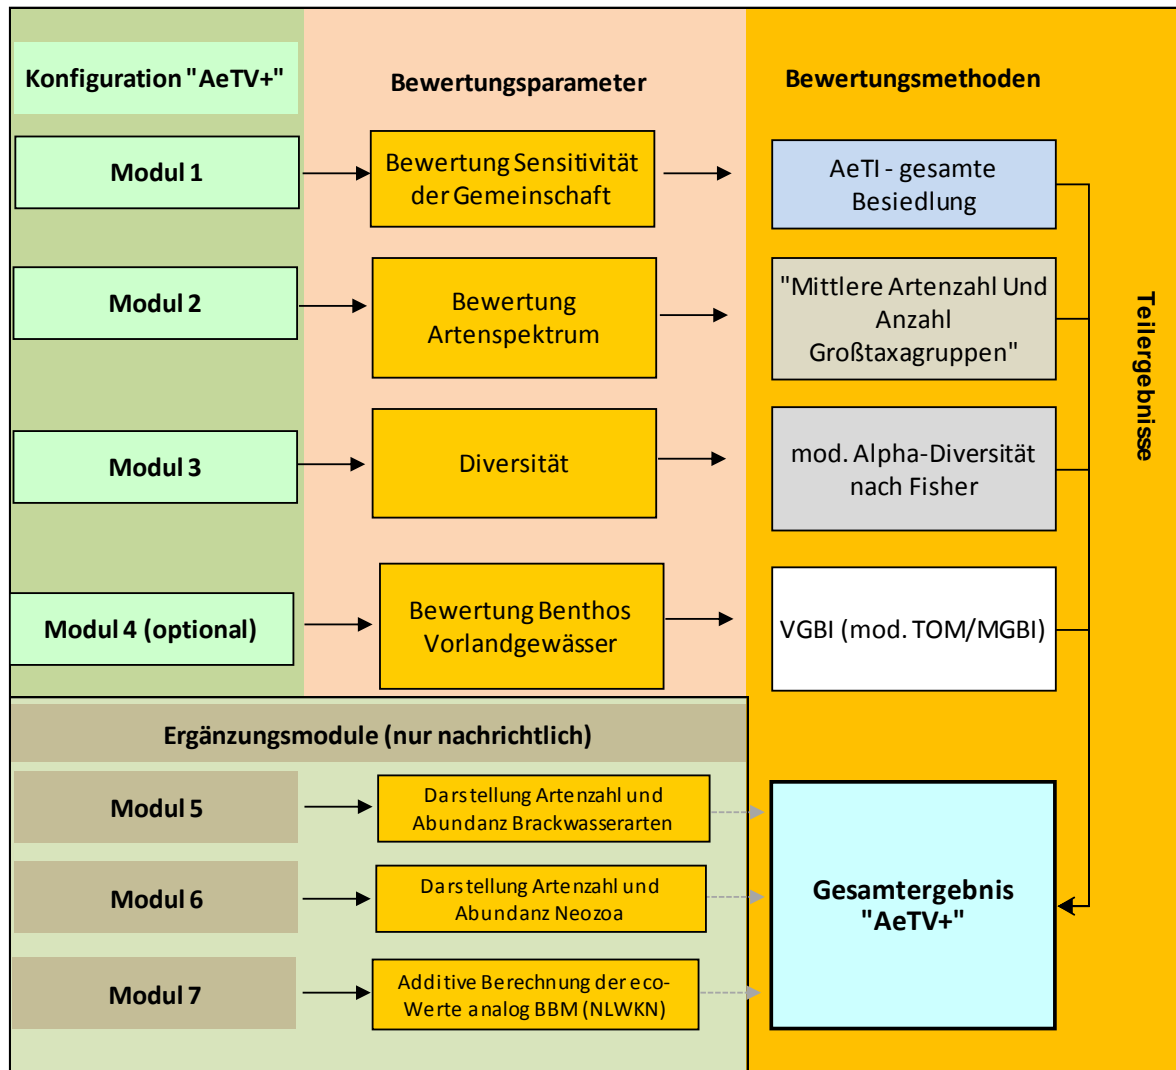 Konfiguration "AeTV+"
Bewertungsparameter
Bewertungsmethoden
Modul 1
Bewertung Sensitivität
der Gemeinschaft
AeTI - gesamte
Besiedlung
Modul 2
Bewertung
Artenspektrum
"Mittlere Artenzahl Und
Anzahl
Großtaxagruppen"
Modul 3
Diversität
mod. Alpha-Diversität
nach Fisher
Modul 4 (optional)
Bewertung Benthos
Vorlandgewässer
VGBI (mod. TOM/MGBI)
Teilergebnisse
Ergänzungsmodule (nur nachrichtlich)
Modul 5
Darstellung Artenzahl und
Abundanz Brackwasserarten
Modul 6
Darstellung Artenzahl und
Abundanz Neozoa
Modul 7
Additive Berechnung der eco-
Werte analog BBM (NLWKN)
Gesamtergebnis
"AeTV+"